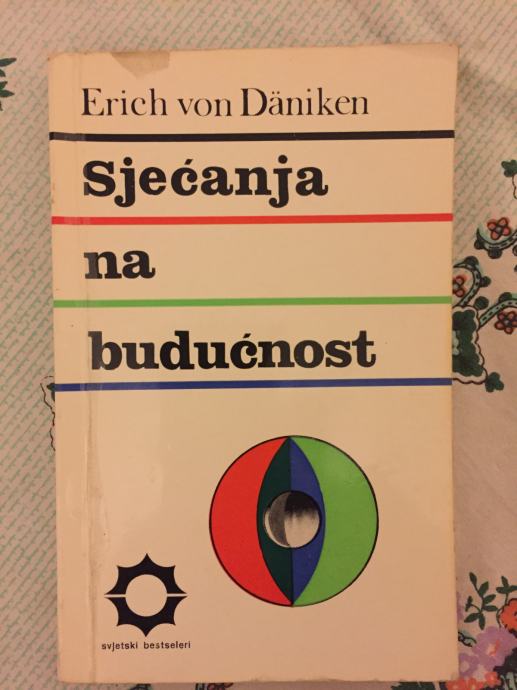 Erich von Däniken
Sjećanja
na
budućnost
svjetski bestseleri